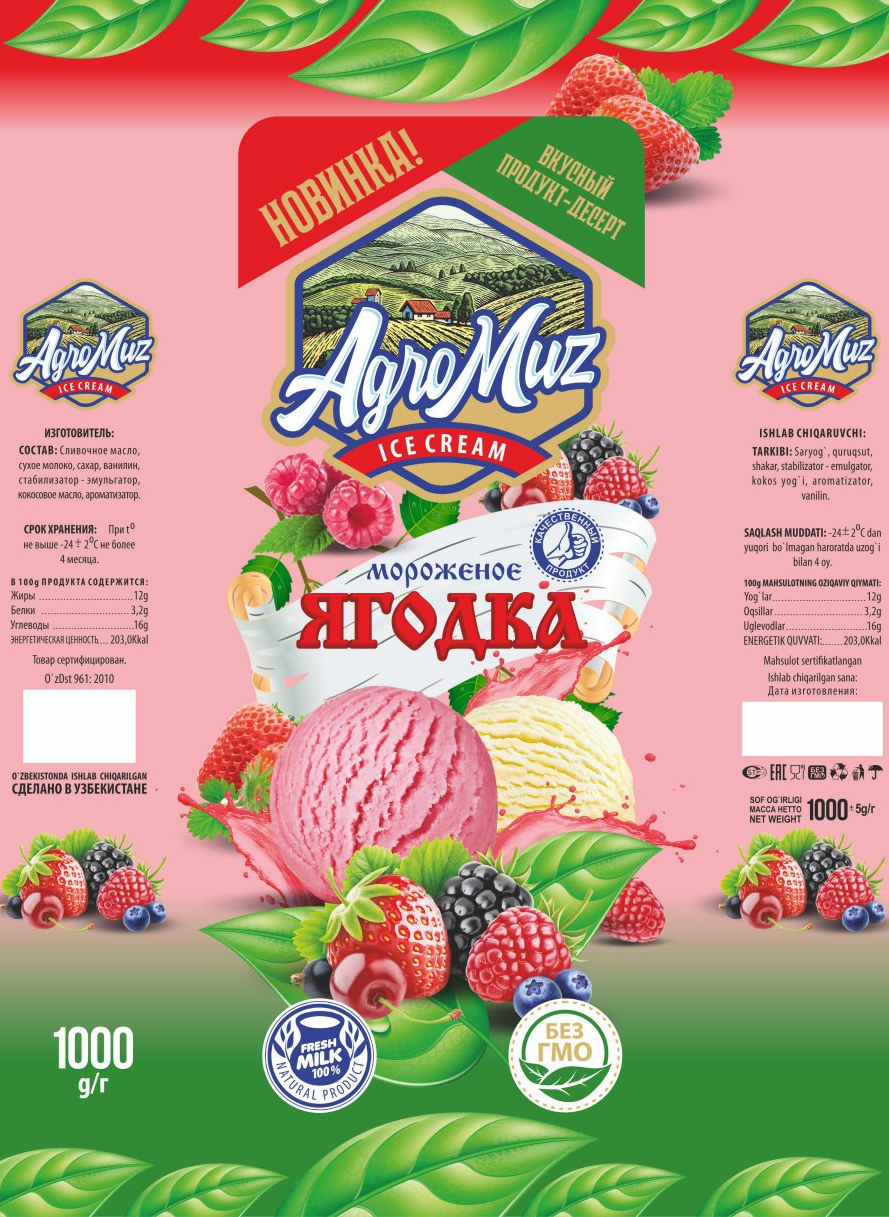 НОВИНКА!
ВКУСНЫЙ
ПРОДУКТ-ДЕСЕРТ
AgroMuz
ICE CREAM
КАЧЕСТВЕННЫЙ
ПРОДУКТ
МОРОЖЕНОЕ
ЯГОДКА
FRESH
MILK
100%
NATURAL PRODUCT
БЕЗ
ГМО
AgroMuz
ICE CREAM
ИЗГОТОВИТЕЛЬ:
СОСТАВ: Сливочное масло,
сухое молоко, сахар, ванилин,
стабилизатор - эмульгатор,
кокосовое масло, ароматизатор.
СРОК ХРАНЕНИЯ: При t⁰
не выше -24 ± 2⁰C не более
4 месяца.
В 100g ПРОДУКТА СОДЕРЖИТСЯ:
Жиры ........................ 12g
Белки ....................... 3,2g
Углеводы ................... 16g
ЭНЕРГЕТИЧЕСКАЯ ЦЕННОСТЬ... 203,0Kkal
Товар сертифицирован.
O`zDst 961: 2010
O`ZBEKISTONDA ISHLAB CHIQARILGAN
СДЕЛАНО В УЗБЕКИСТАНЕ
1000
g/г
AgroMuz
ICE CREAM
ISHLAB CHIQARUVCHI:
TARKIBI: Saryog`, quruqsut,
shakar, stabilizator - emulgator,
kokos yog`i, aromatizator,
vanilin.
SAQLASH MUDDATI: -24±2⁰C dan
yuqori bo`lmagan haroratda uzog`i
bilan 4 oy.
100g MAHSULOTNING OZIQAVIY QIYMATI:
Yog`lar........................12g
Oqsillar .......................3,2g
Uglevodlar....................16g
ENERGETIK QUVVATI:......203,0Kkal
Mahsulot sertifikatlangan
Ishlab chiqarilgan sana:
Дата изготовления:
EAC
БЕЗ
ГМО
SOF OG`IRLIGI
МАССА НЕТТО
NET WEIGHT
1000±5g/г